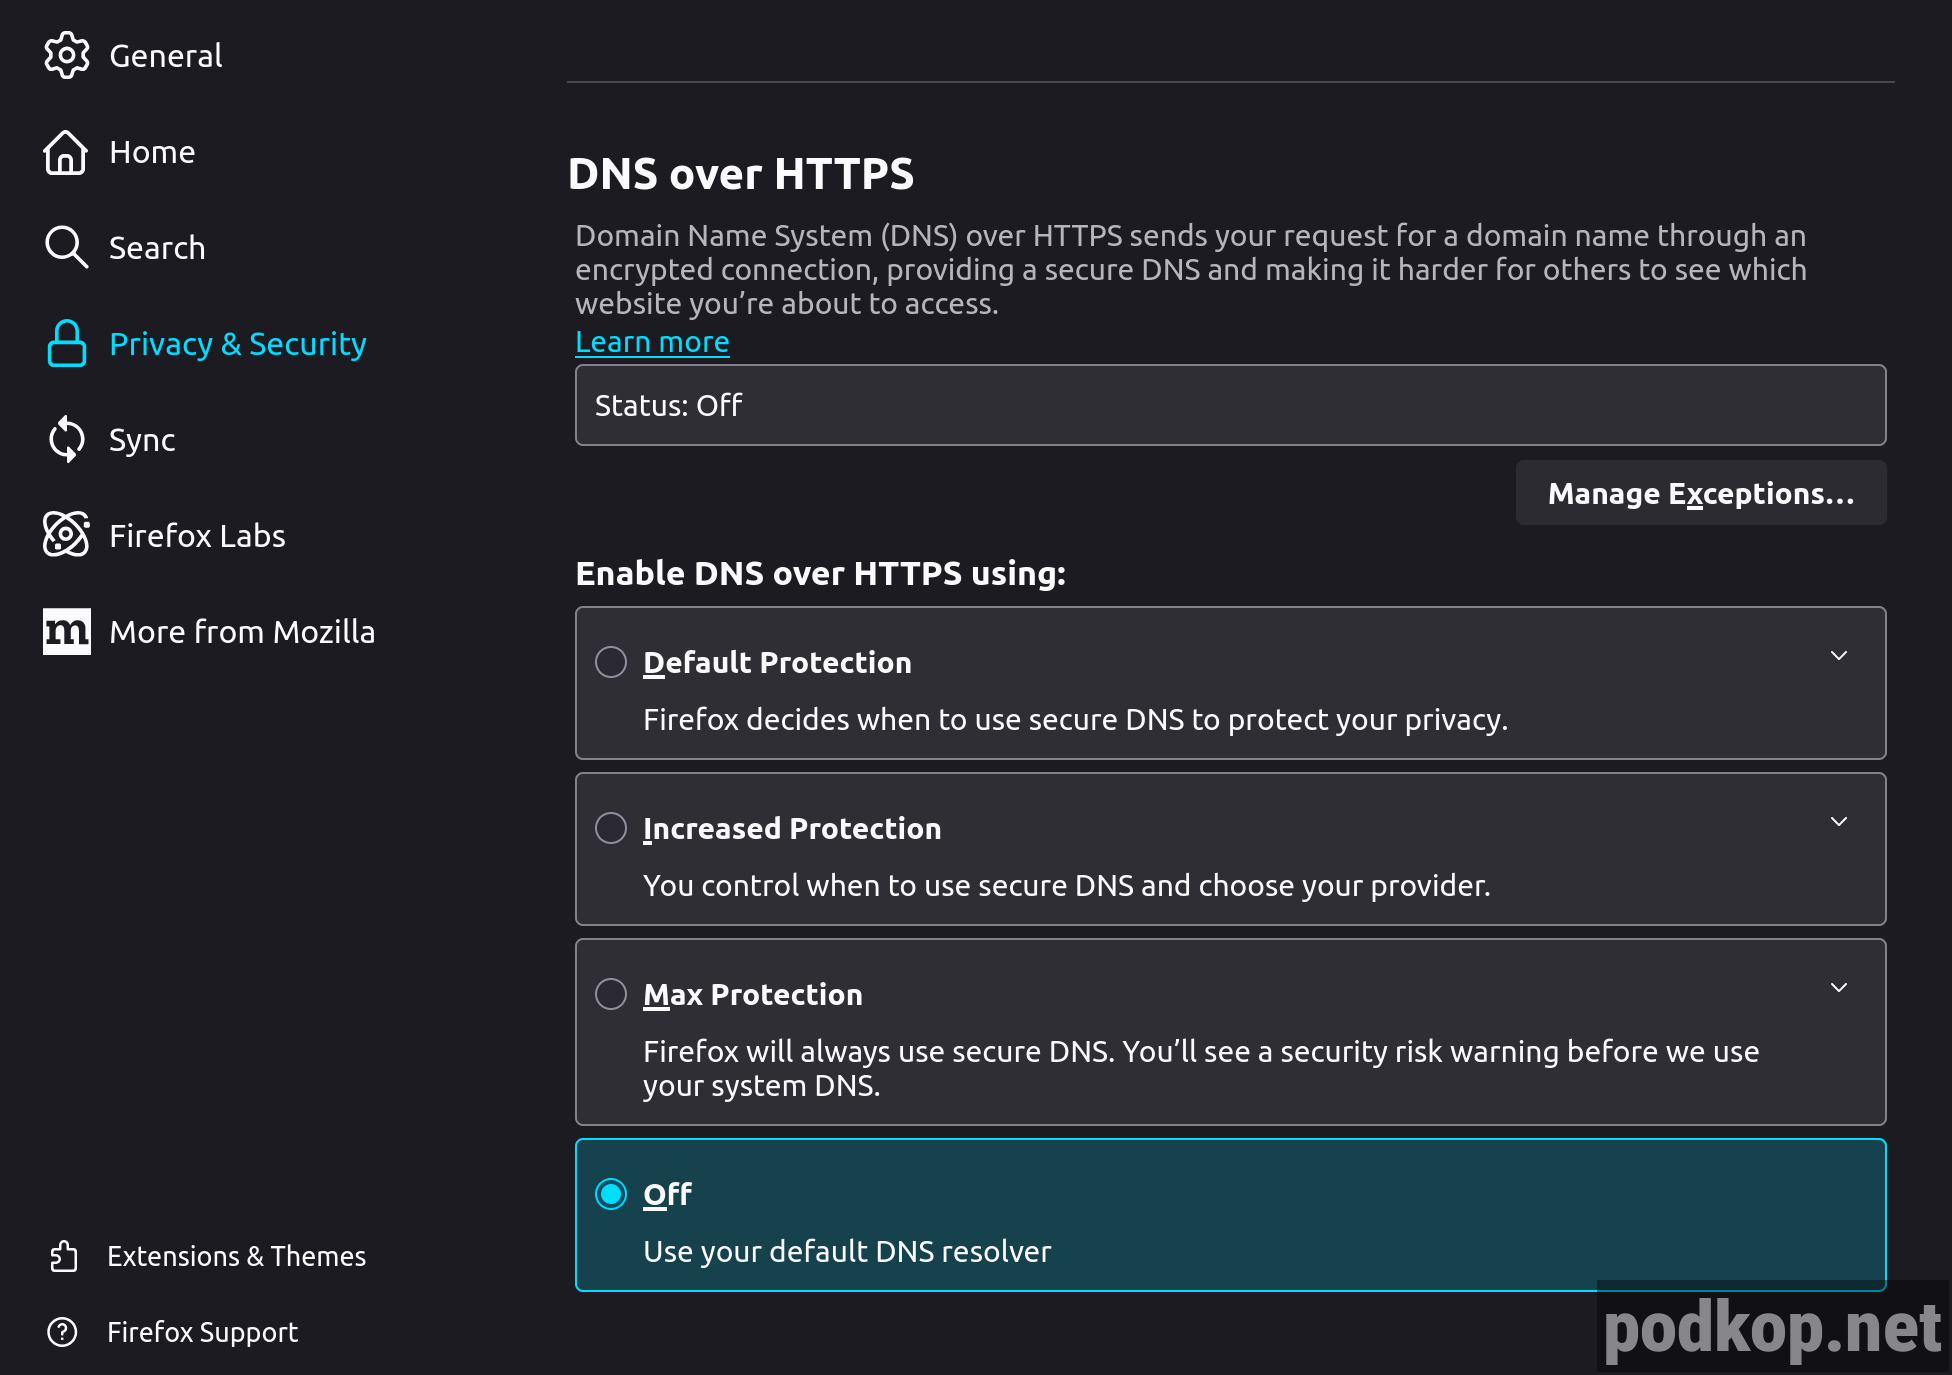 General
Home
Search
Privacy & Security
Sync
Firefox Labs
m
More from Mozilla
Extensions & Themes
Firefox Support
DNS over HTTPS
Domain Name System (DNS) over HTTPS sends your request for a domain name through an
encrypted connection, providing a secure DNS and making it harder for others to see which
website you’re about to access.
Learn more
Status: Off
Manage Exceptions…
Enable DNS over HTTPS using:
Default Protection
Firefox decides when to use secure DNS to protect your privacy.
Increased Protection
You control when to use secure DNS and choose your provider.
Max Protection
Firefox will always use secure DNS. You’ll see a security risk warning before we use
your system DNS.
Off
Use your default DNS resolver
podkop.net